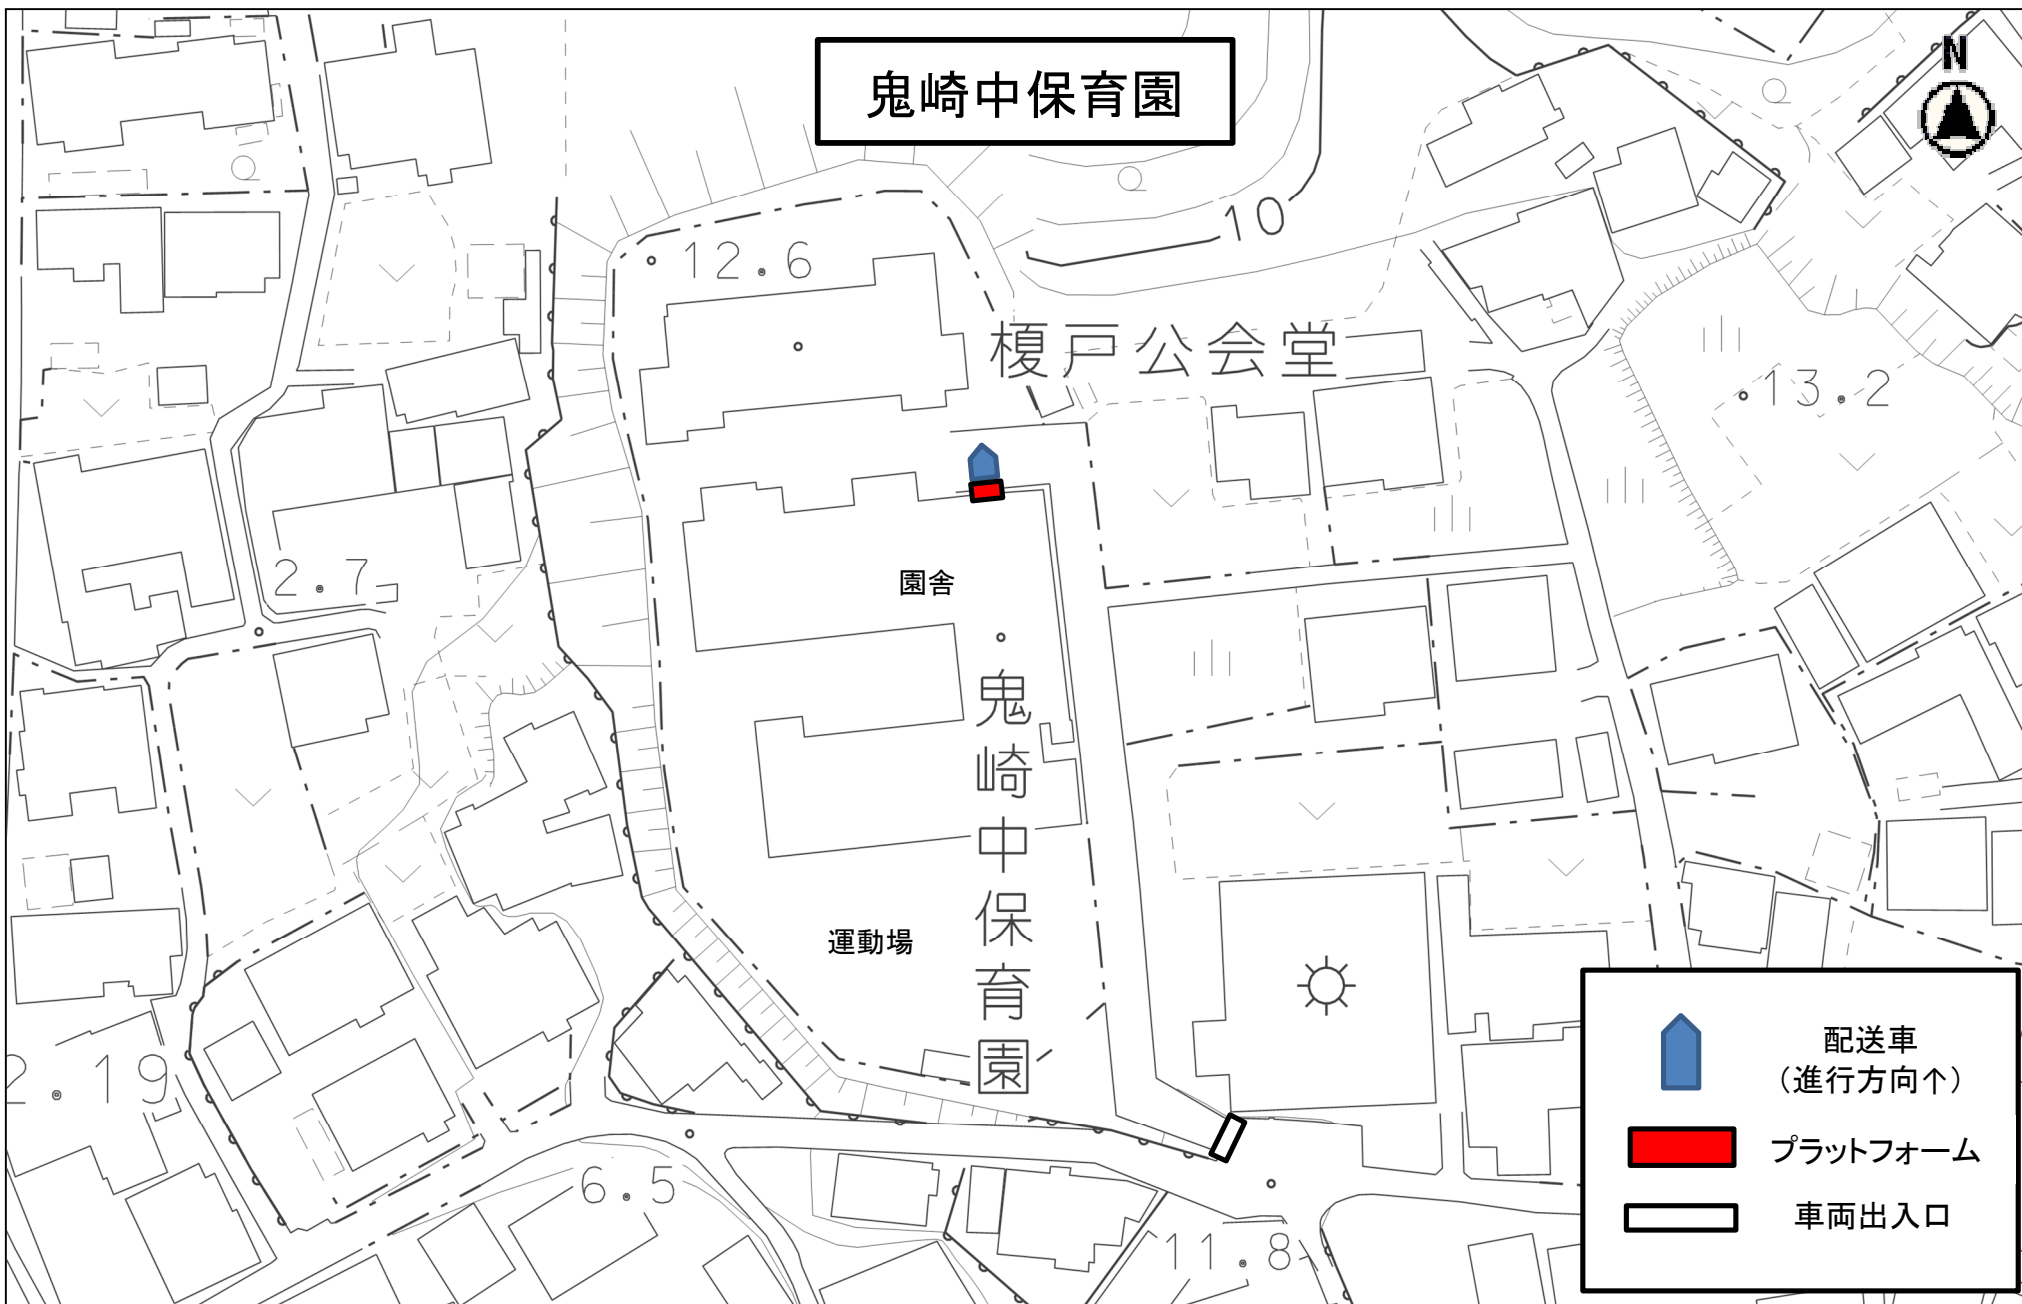 鬼崎中保育園
N
10
12.6
榎戸公会堂
13.2
2.7
園舎
鬼崎中保育園
運動場
2.19
6.5
11.8
配送車
（進行方向↑）
プラットフォーム
車両出入口